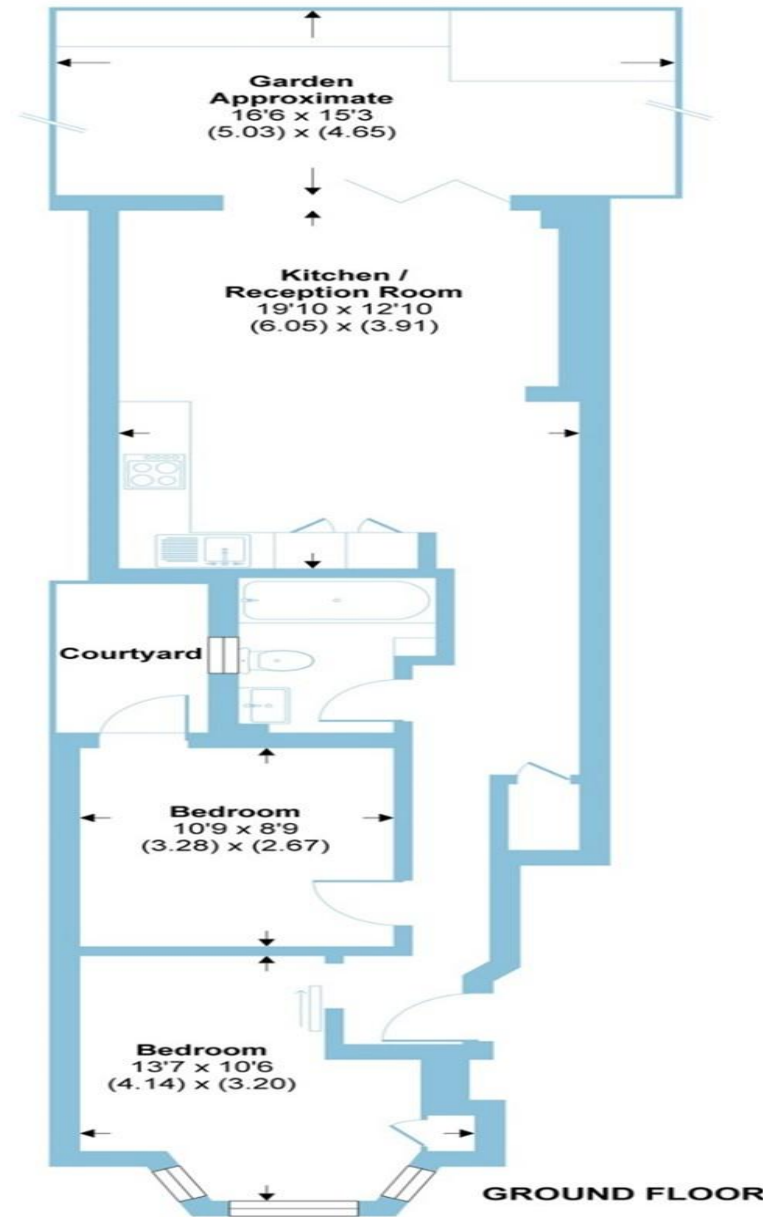 Garden
Approximate
16'6 x 15'3
(5.03) x (4.65)
Kitchen /
Reception Room
19'10 x 12'10
(6.05) x (3.91)
Courtyard
Bedroom
10'9 x 8'9
(3.28) x (2.67)
Bedroom
13'7 x 10'6
(4.14) x (3.20)
GROUND FLOOR